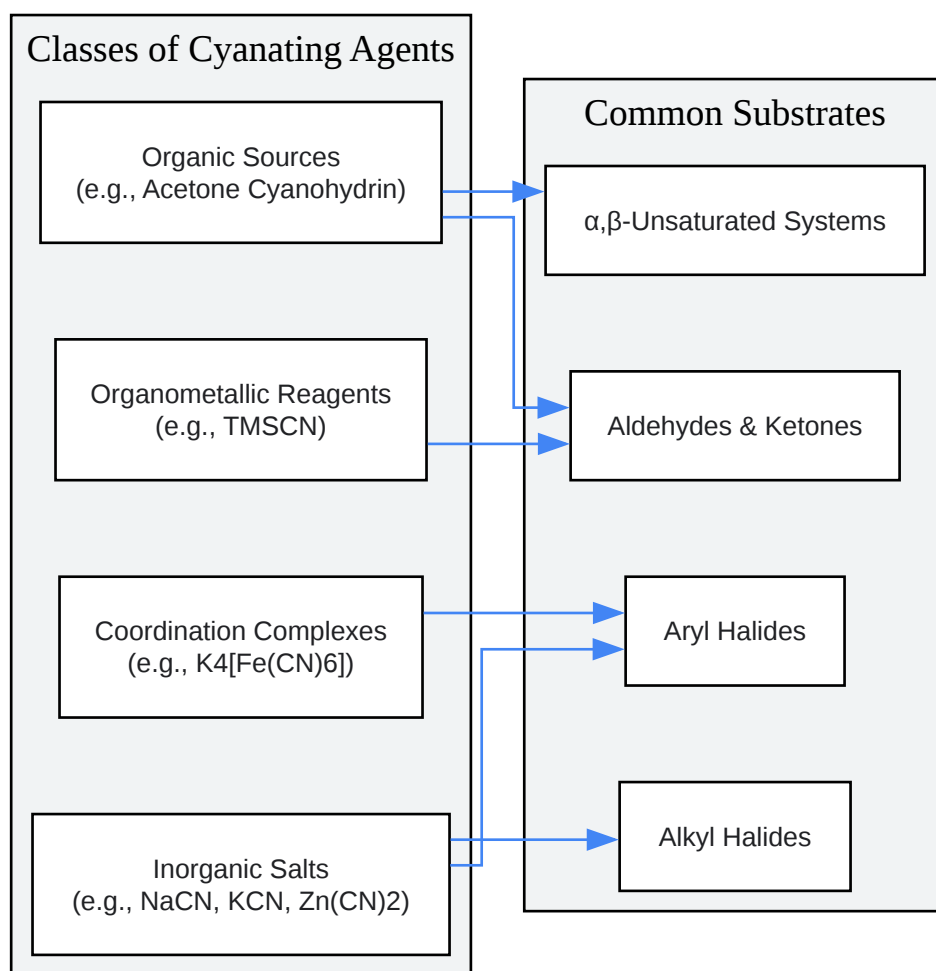 Classes of Cyanating Agents
Organic Sources
(e.g., Acetone Cyanohydrin)
Organometallic Reagents
(e.g., TMSCN)
Coordination Complexes
(e.g., K4[Fe(CN)6])
Inorganic Salts
(e.g., NaCN, KCN, Zn(CN)2)
Common Substrates
α,β-Unsaturated Systems
Aldehydes & Ketones
Aryl Halides
Alkyl Halides